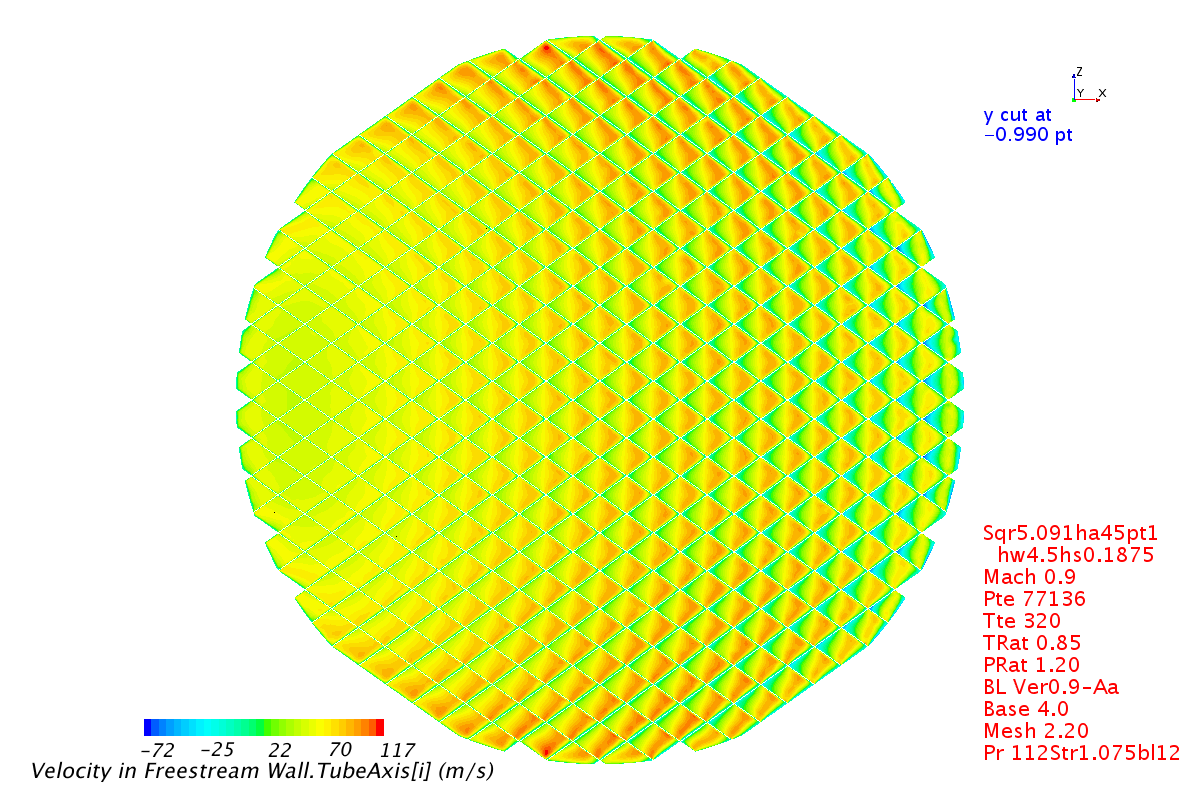 Z
Y X
y cut at
−0.990 pt
Sqr5.091ha45pt1
hw4.5hs0.1875
Mach 0.9
Pte 77136
Tte 320
TRat 0.85
PRat 1.20
BL Ver0.9−Aa
Base 4.0
Mesh 2.20
Pr 112Str1.075bl12
−72 −25 22 70 117
Velocity in Freestream Wall.TubeAxis[i] (m/s)